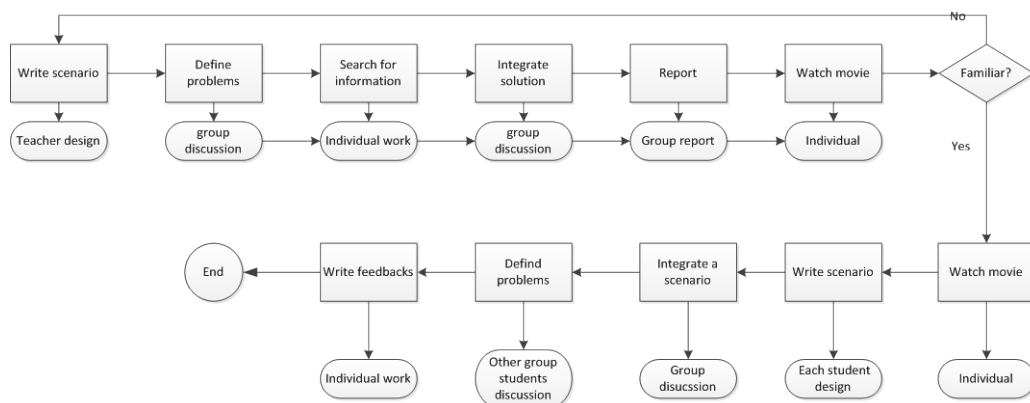 No
Write scenario
Define
problems
Search for
information
Integrate
solution
Report
Watch movie
Familiar?
Teacher design
group
discussion
Individual work
group
discussion
Group report
Individual
Yes
End
Write feedbacks
Defind
problems
Integrate a
scenario
Write scenario
Watch movie
Individual work
Other group
students
discussion
Group
disucssion
Each student
design
Individual